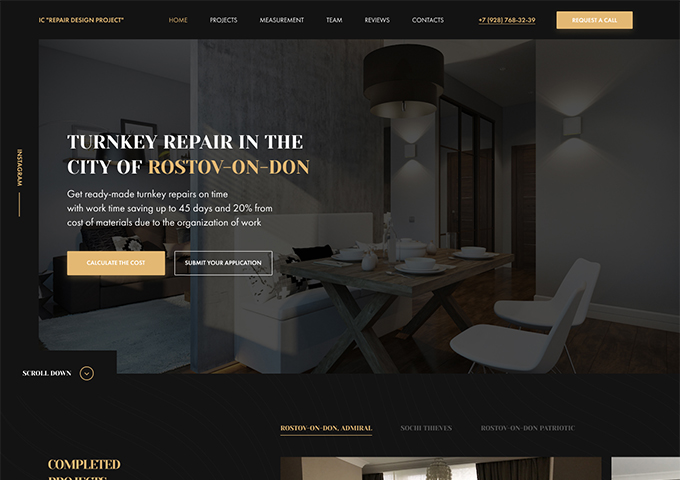 IC "REPAIR DESIGN PROJECT"
HOME
PROJECTS
MEASUREMENT
TEAM
REVIEWS
CONTACTS
+7 (928) 768-32-39
REQUEST A CALL
INSTAGRAM
TURNKEY REPAIR IN THE
CITY OF ROSTOV-ON-DON
Get ready-made turnkey repairs on time
with work time saving up to 45 days and 20% from
cost of materials due to the organization of work
CALCULATE THE COST
SUBMIT YOUR APPLICATION
SCROLL DOWN
ROSTOV-ON-DON, ADMIRAL
SOCHI THIEVES
ROSTOV-ON-DON PATRIOTIC
COMPLETED
PROJECTS